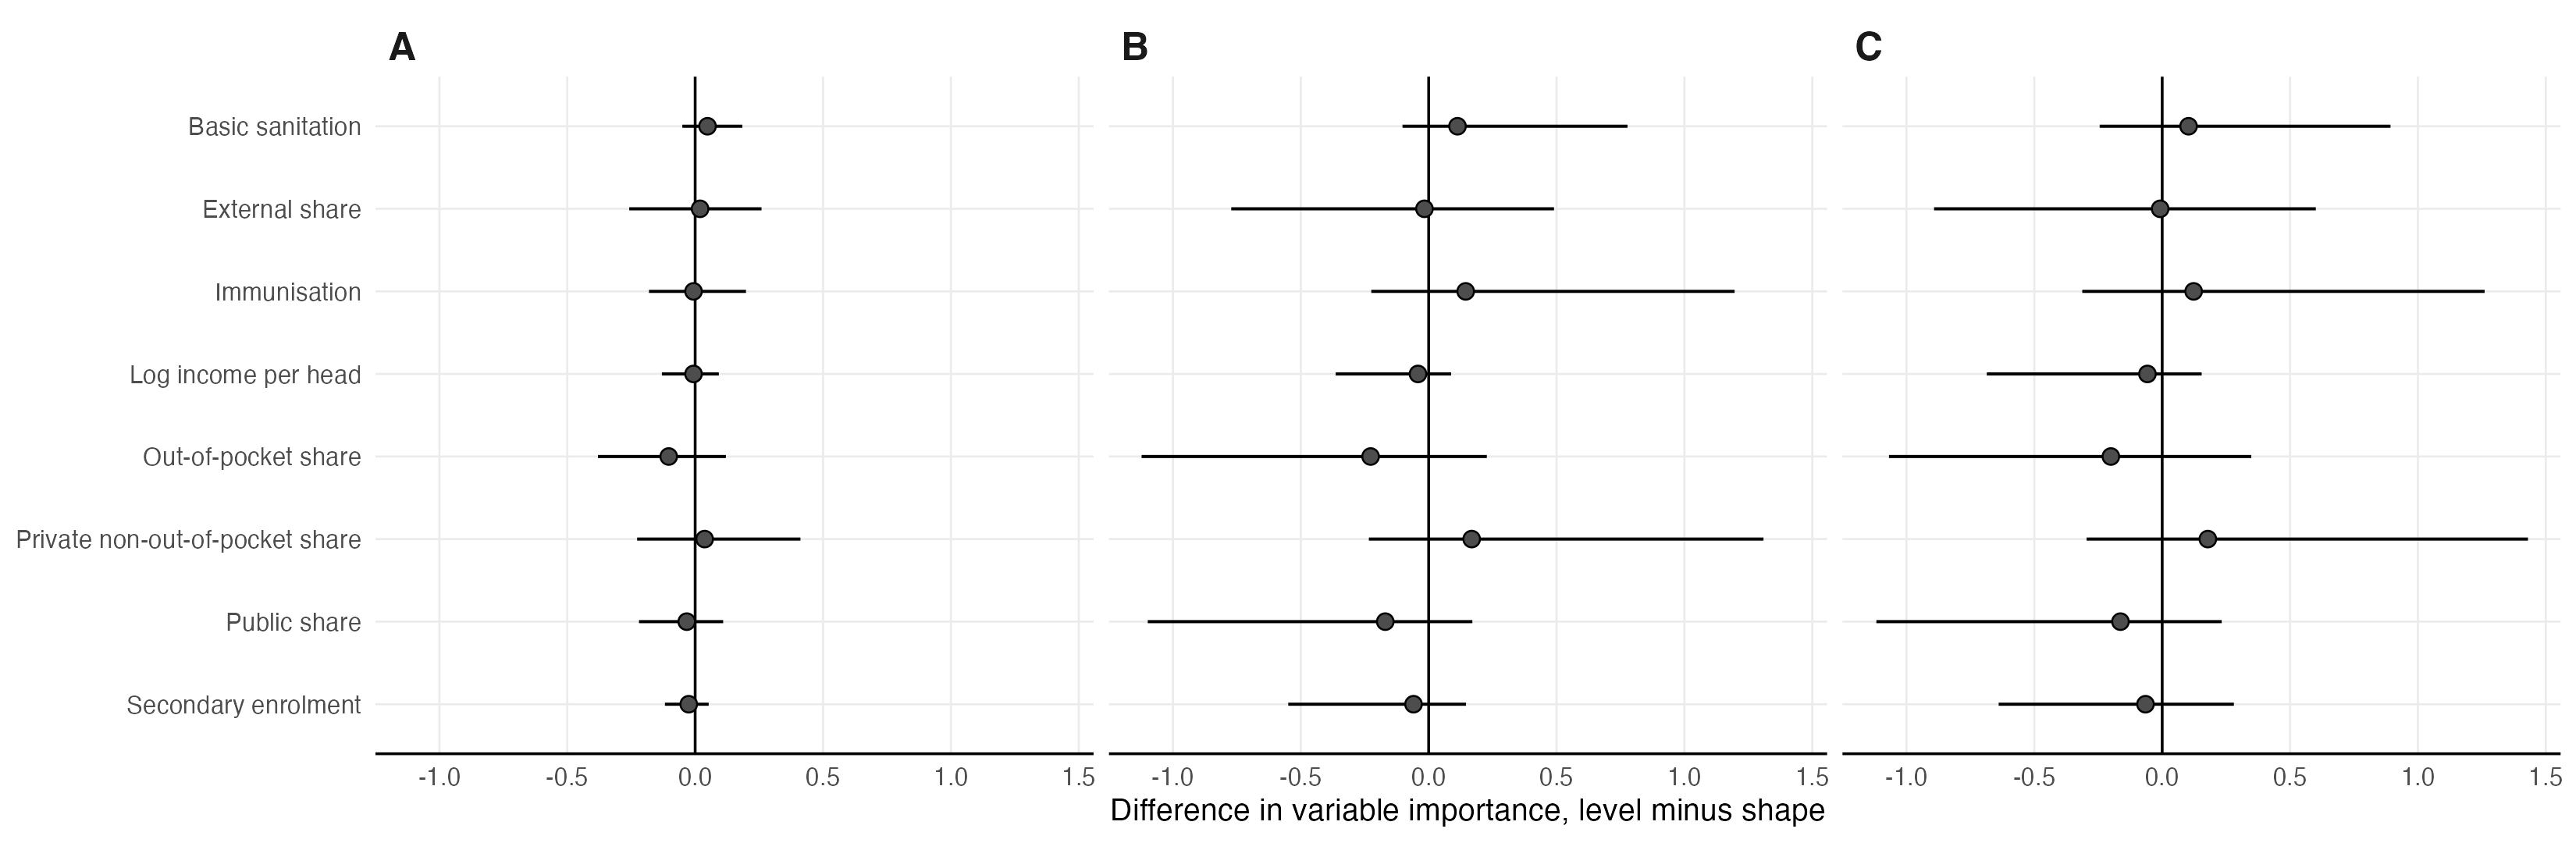 A B C
Basic sanitation
External share
Immunisation
Log income per head
Out-of-pocket share
Private non-out-of-pocket share
Public share
Secondary enrolment
-1.0 -0.5 0.0 0.5 1.0 1.5 -1.0 -0.5 0.0 0.5 1.0 1.5 -1.0 -0.5 0.0 0.5 1.0 1.5
Difference in variable importance, level minus shape